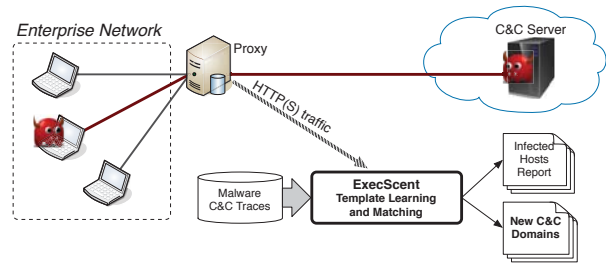 Enterprise Network
Proxy
C&C Server
HTTP(S) traffic
Malware
C&C Traces
ExecScent
Template Learning
and Matching
Infected
Hosts
Report
New C&C
Domains